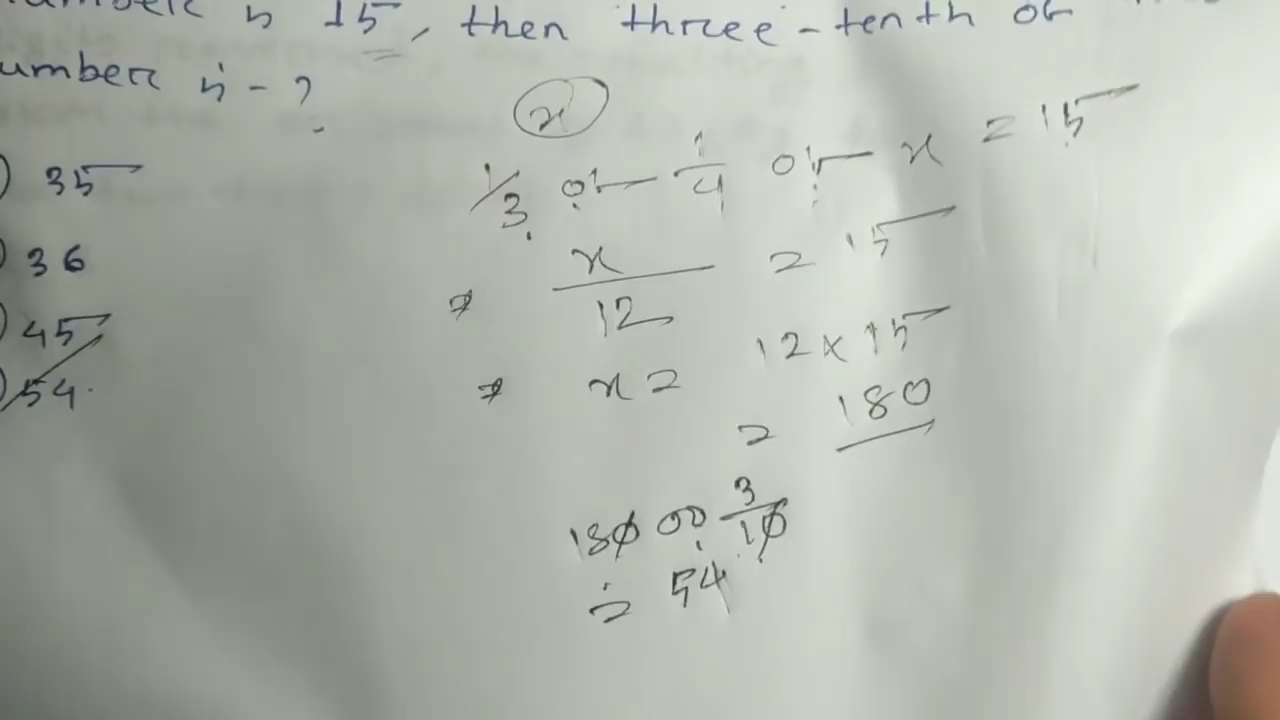 is 15, then three-tenth of
number is - ?
x
) 35
1/3 of 1/4 of x = 15
) 36
x/12 = 15
) 45
x = 12 x 15
) 54.
= 180
180 of 3/10
= 54